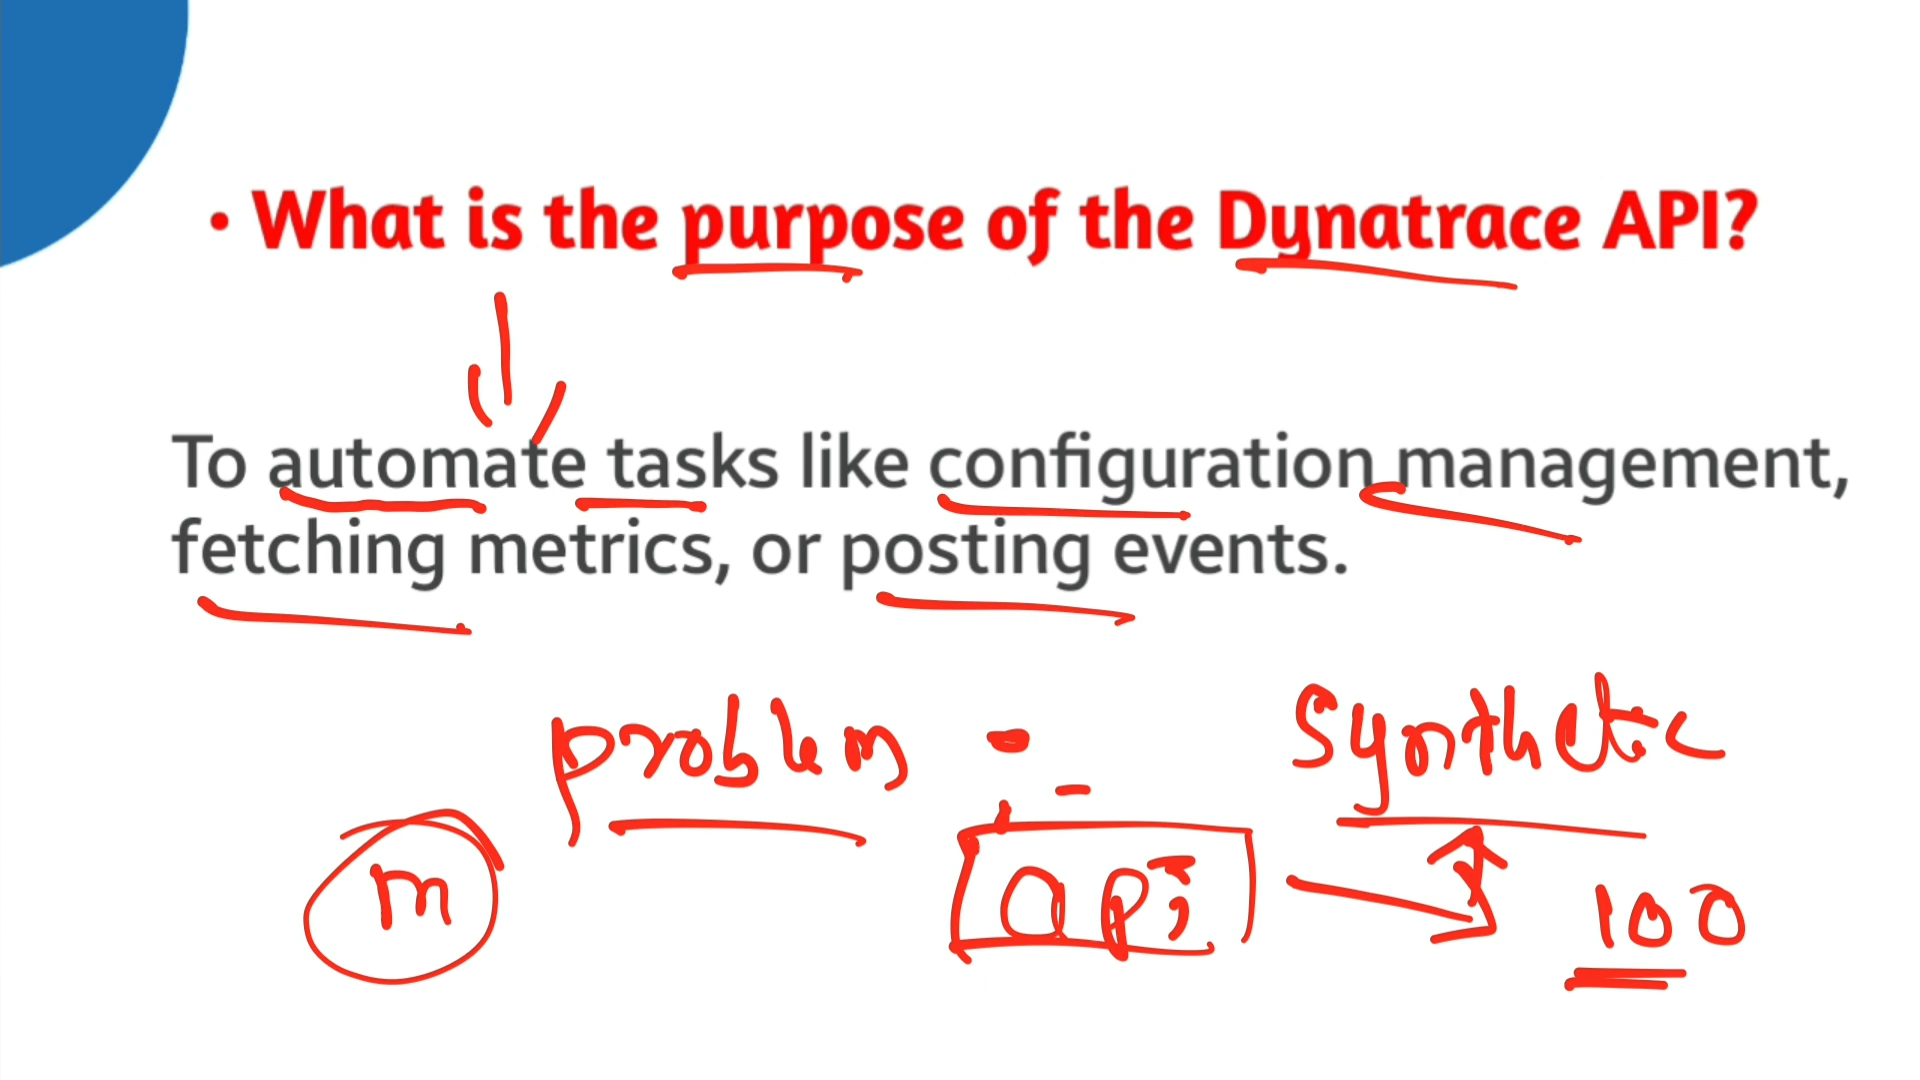 • What is the purpose of the Dynatrace API?
To automate tasks like configuration management,
fetching metrics, or posting events.
problem Synthetic
m api 100